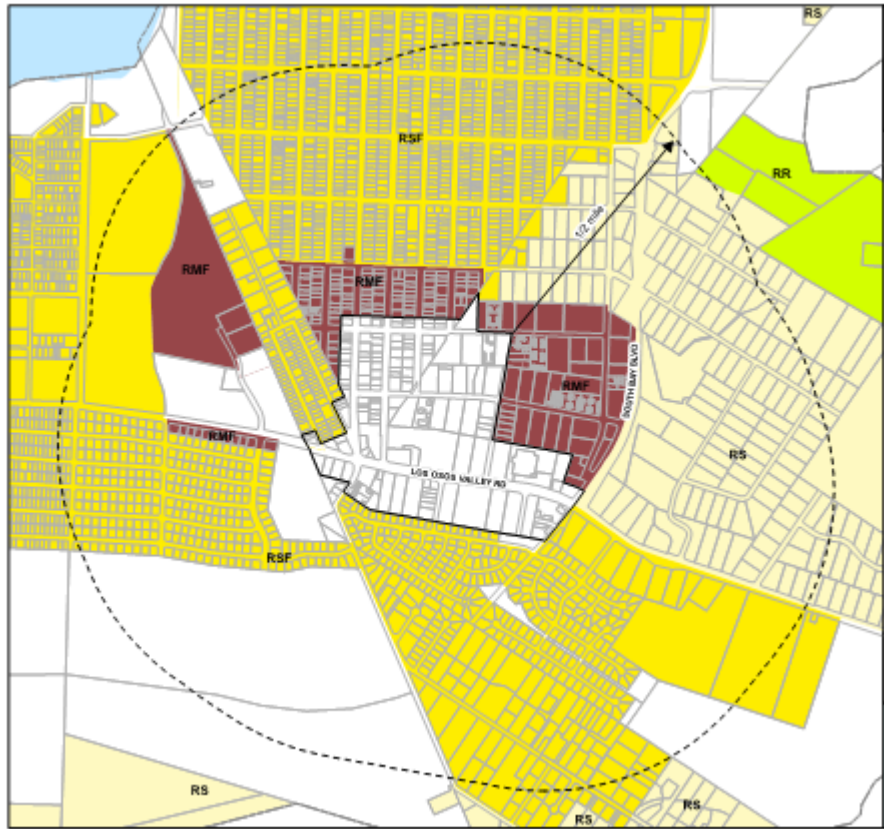 RS
RSF
RR
1/2 mile
RMF
RMF
SOUTH BAY BLVD
RMF
RMF
RS
LOS OSOS VALLEY RD
RSF
RS
RS
RS